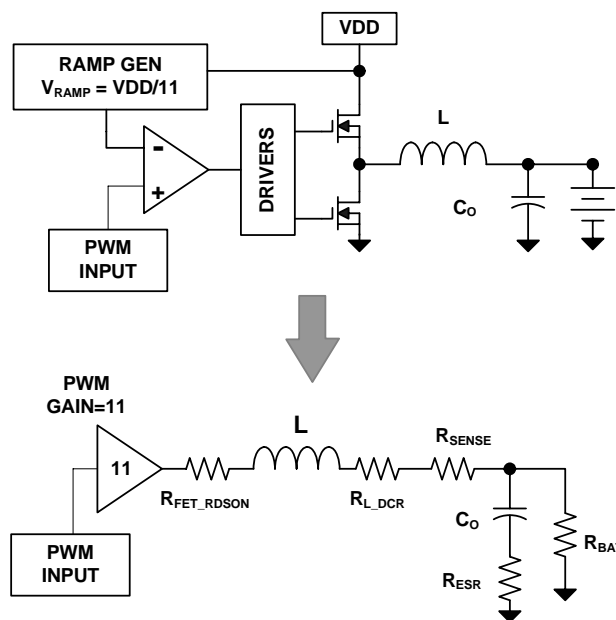 VDD
RAMP GEN
VRAMP = VDD/11
-
+
DRIVERS
L
CO
PWM
INPUT
PWM
GAIN=11
11
RFET_RDSON
L
RL_DCR
RSENSE
CO
RESR
RBA
PWM
INPUT